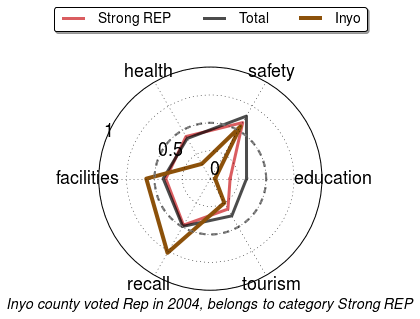 Strong REP Total Inyo
health safety
1
0.5
0
facilities education
recall tourism
Inyo county voted Rep in 2004, belongs to category Strong REP